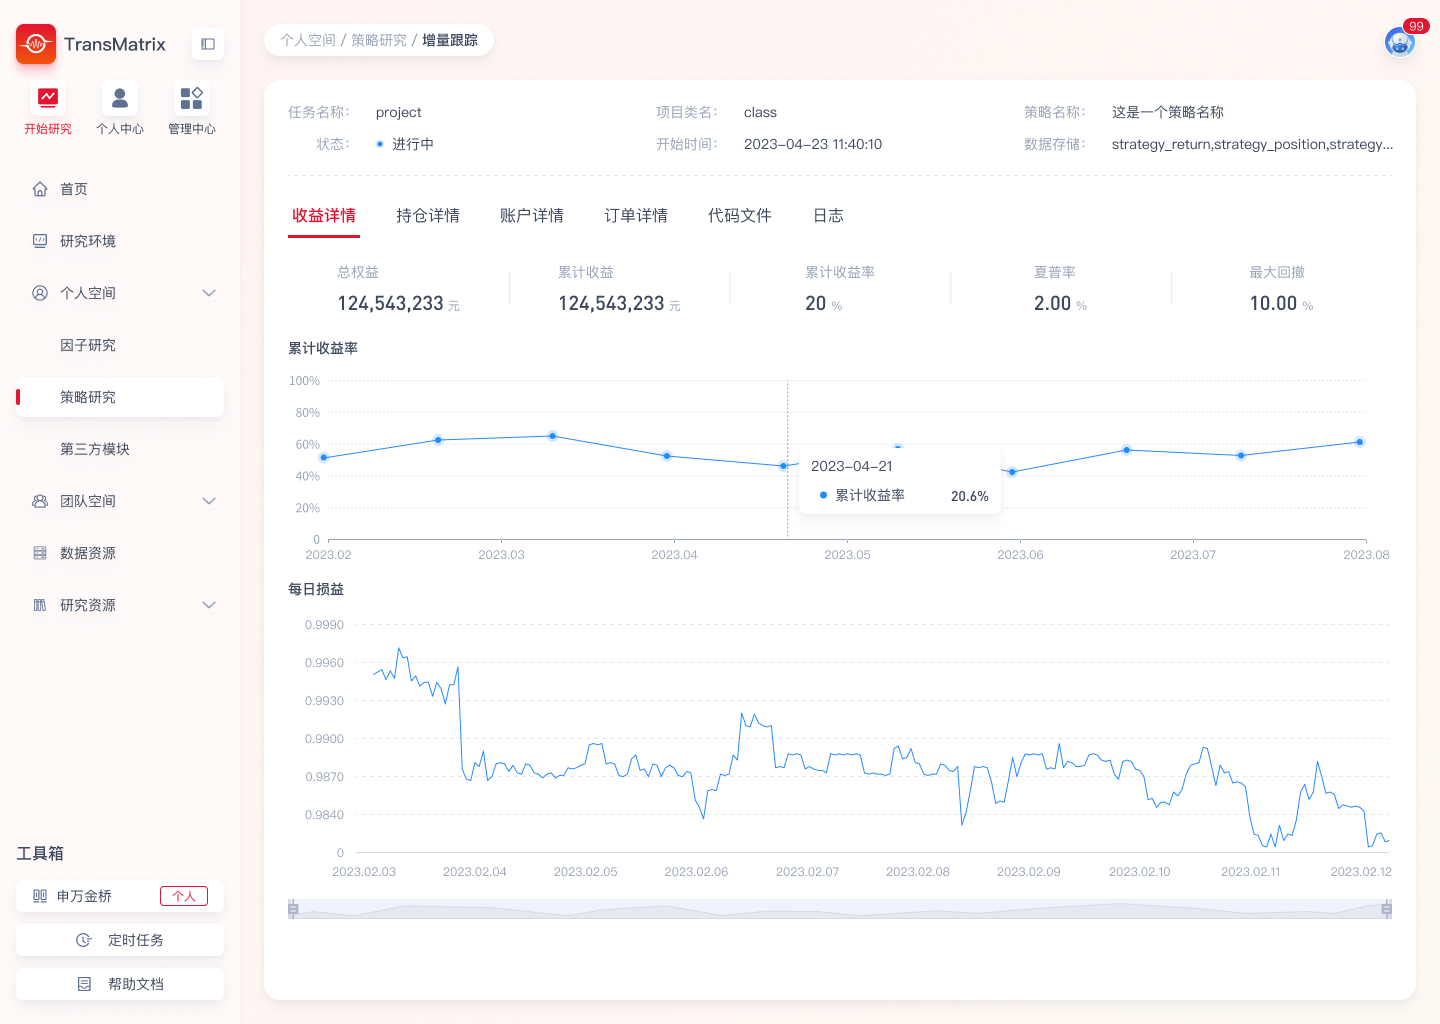 TransMatrix
开始研究 个人中心 管理中心
首页
研究环境
个人空间
因子研究
策略研究
第三方模块
团队空间
数据资源
研究资源
工具箱
申万金桥 个人
定时任务
帮助文档
个人空间 / 策略研究 / 增量跟踪
99
任务名称： project 项目类名： class 策略名称： 这是一个策略名称
状态： 进行中 开始时间： 2023-04-23 11:40:10 数据存储： strategy_return,strategy_position,strategy...
收益详情 持仓详情 账户详情 订单详情 代码文件 日志
总权益 累计收益 累计收益率 夏普率 最大回撤
124,543,233 元 124,543,233 元 20 % 2.00 % 10.00 %
累计收益率
100%
80%
60%
40%
20%
0
2023-04-21
累计收益率 20.6%
2023.02 2023.03 2023.04 2023.05 2023.06 2023.07 2023.08
每日损益
0.9990
0.9960
0.9930
0.9900
0.9870
0.9840
0
2023.02.03 2023.02.04 2023.02.05 2023.02.06 2023.02.07 2023.02.08 2023.02.09 2023.02.10 2023.02.11 2023.02.12